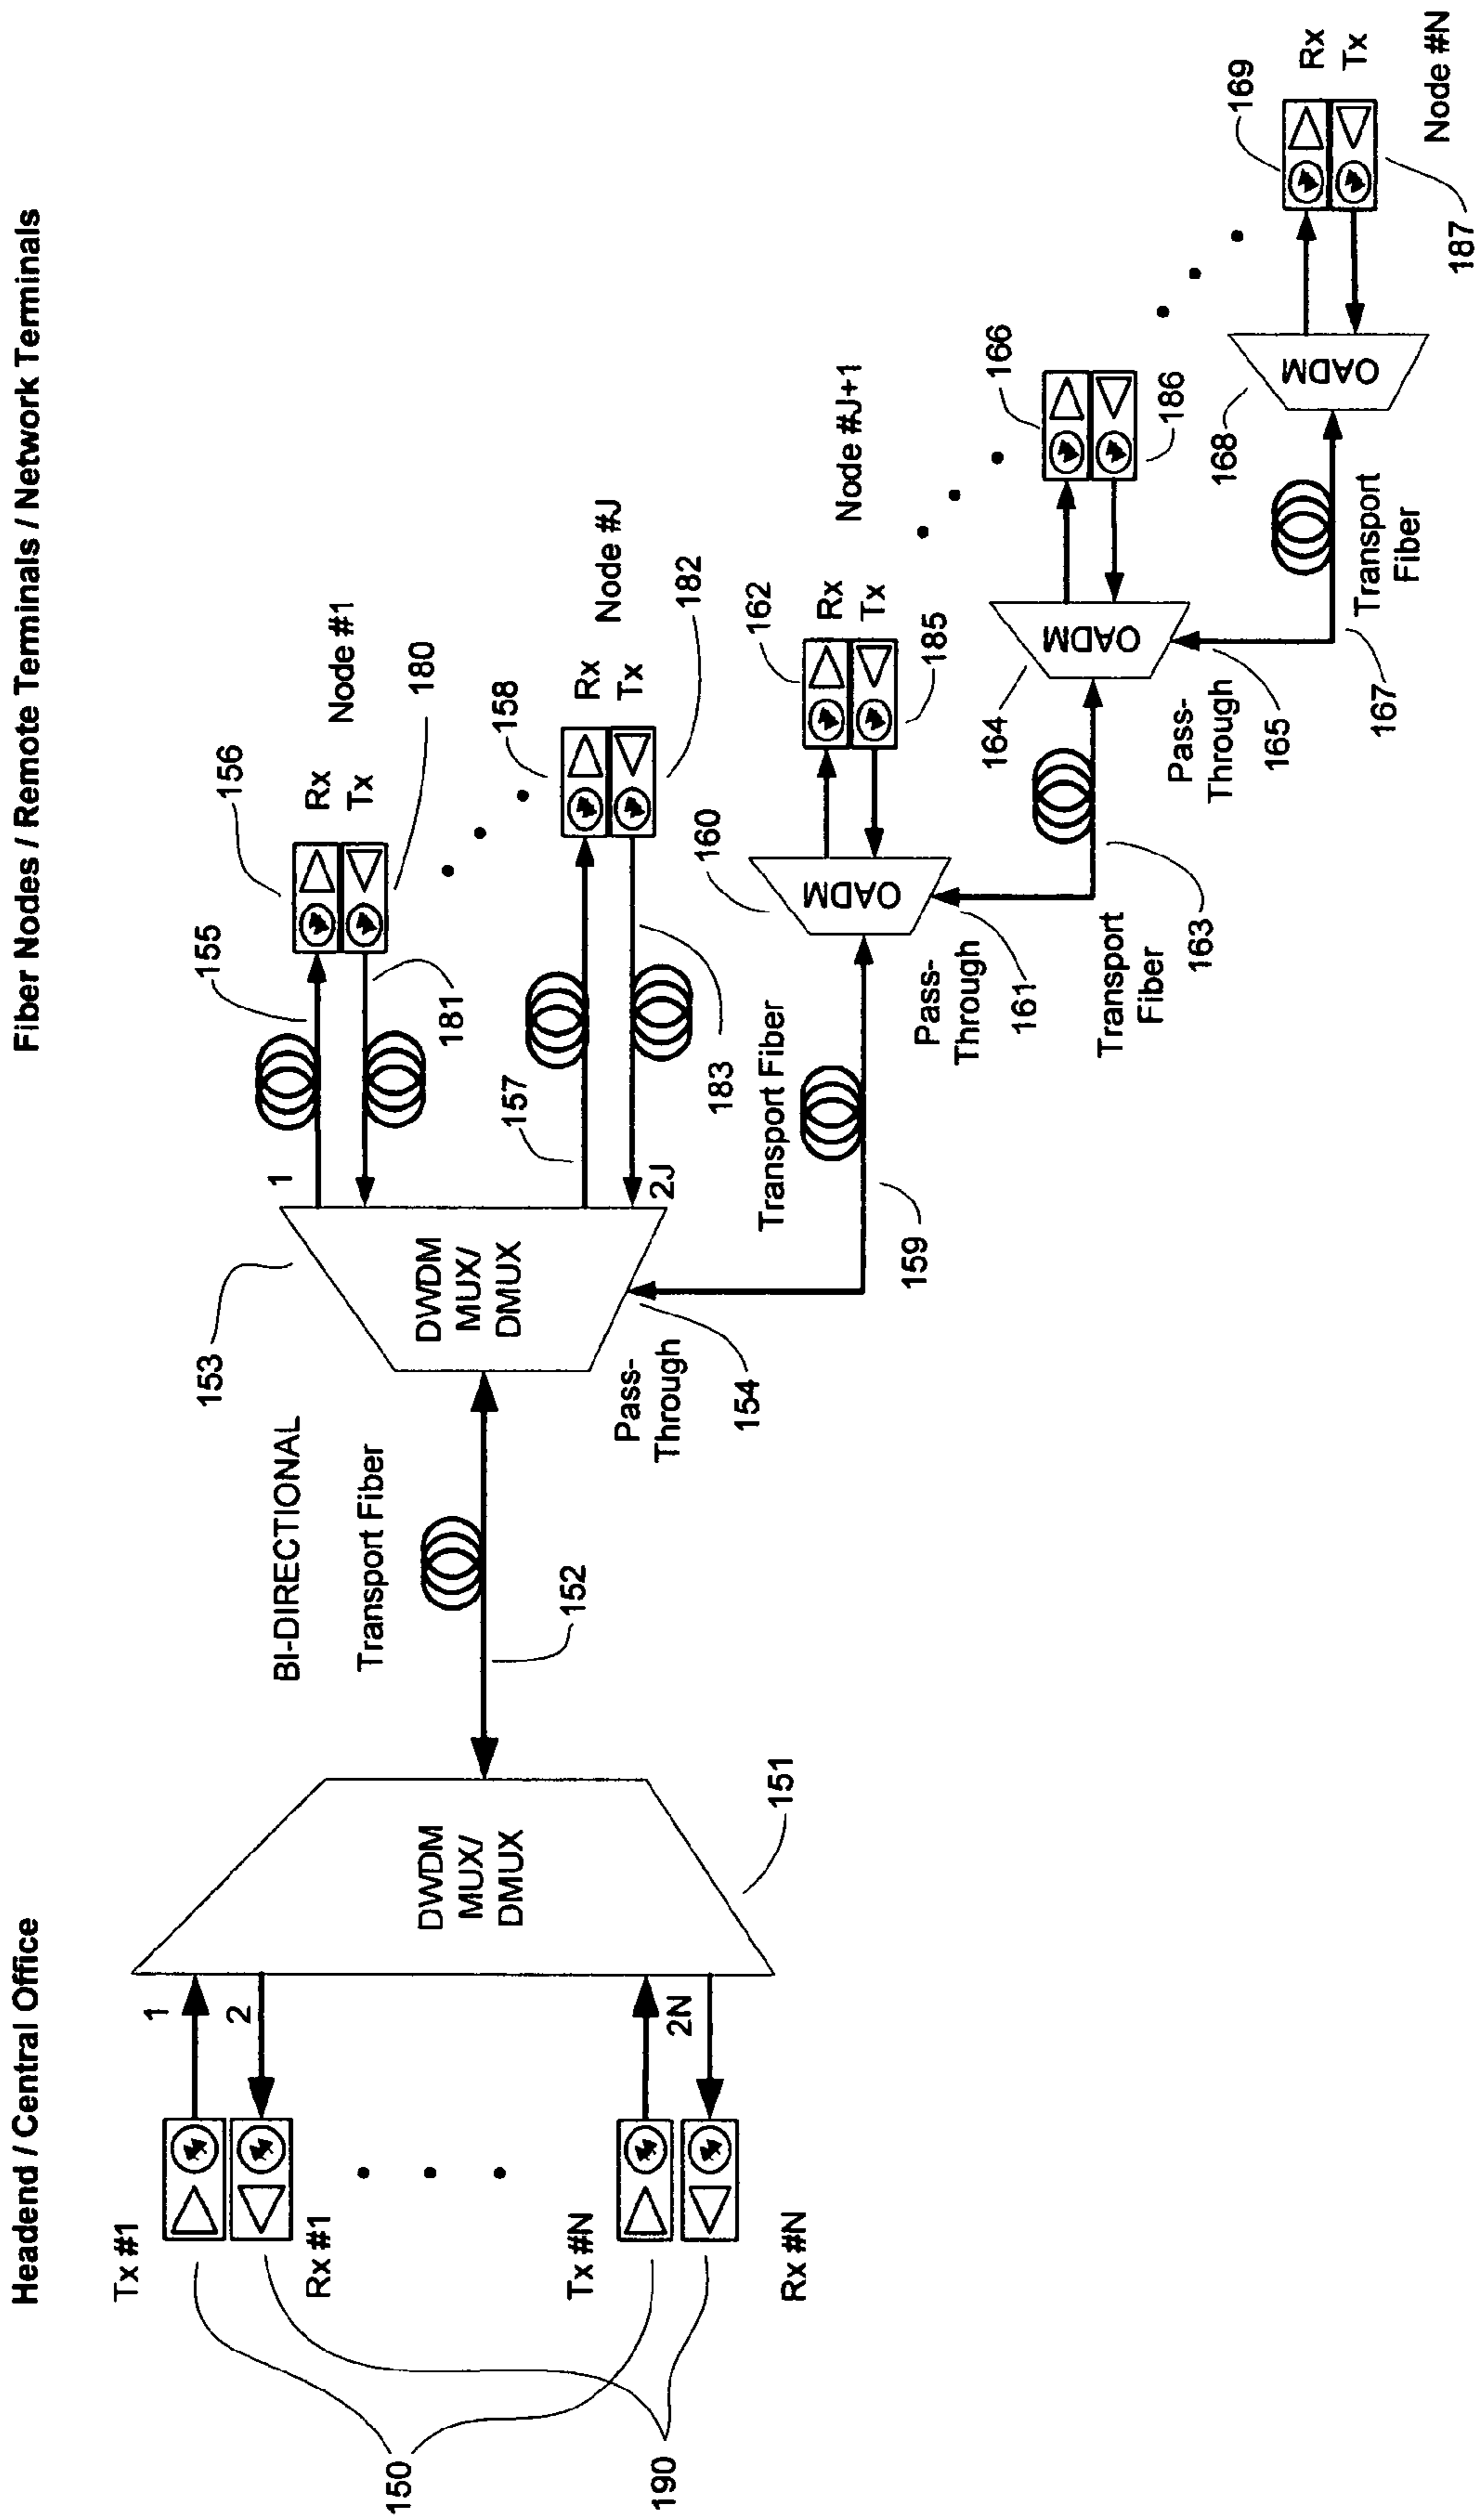 Headend / Central Office
Fiber Nodes / Remote Terminals / Network Terminals
Tx #1
Rx #1
Tx #N
Rx #N
150
190
1
2
2N
DWDM
MUX/
DMUX
151
BI-DIRECTIONAL
Transport Fiber
152
153
DWDM
MUX/
DMUX
Pass-
Through
154
1
2J
155
156
Rx
Tx
Node #1
180
181
157
158
Rx
Tx
Node #J
182
183
Transport Fiber
159
160
OADM
Pass-
Through
161
162
Rx
Tx
Node #J+1
185
Transport
Fiber
163
164
OADM
Pass-
Through
165
166
186
Transport
Fiber
167
168
OADM
169
Rx
Tx
Node #N
187